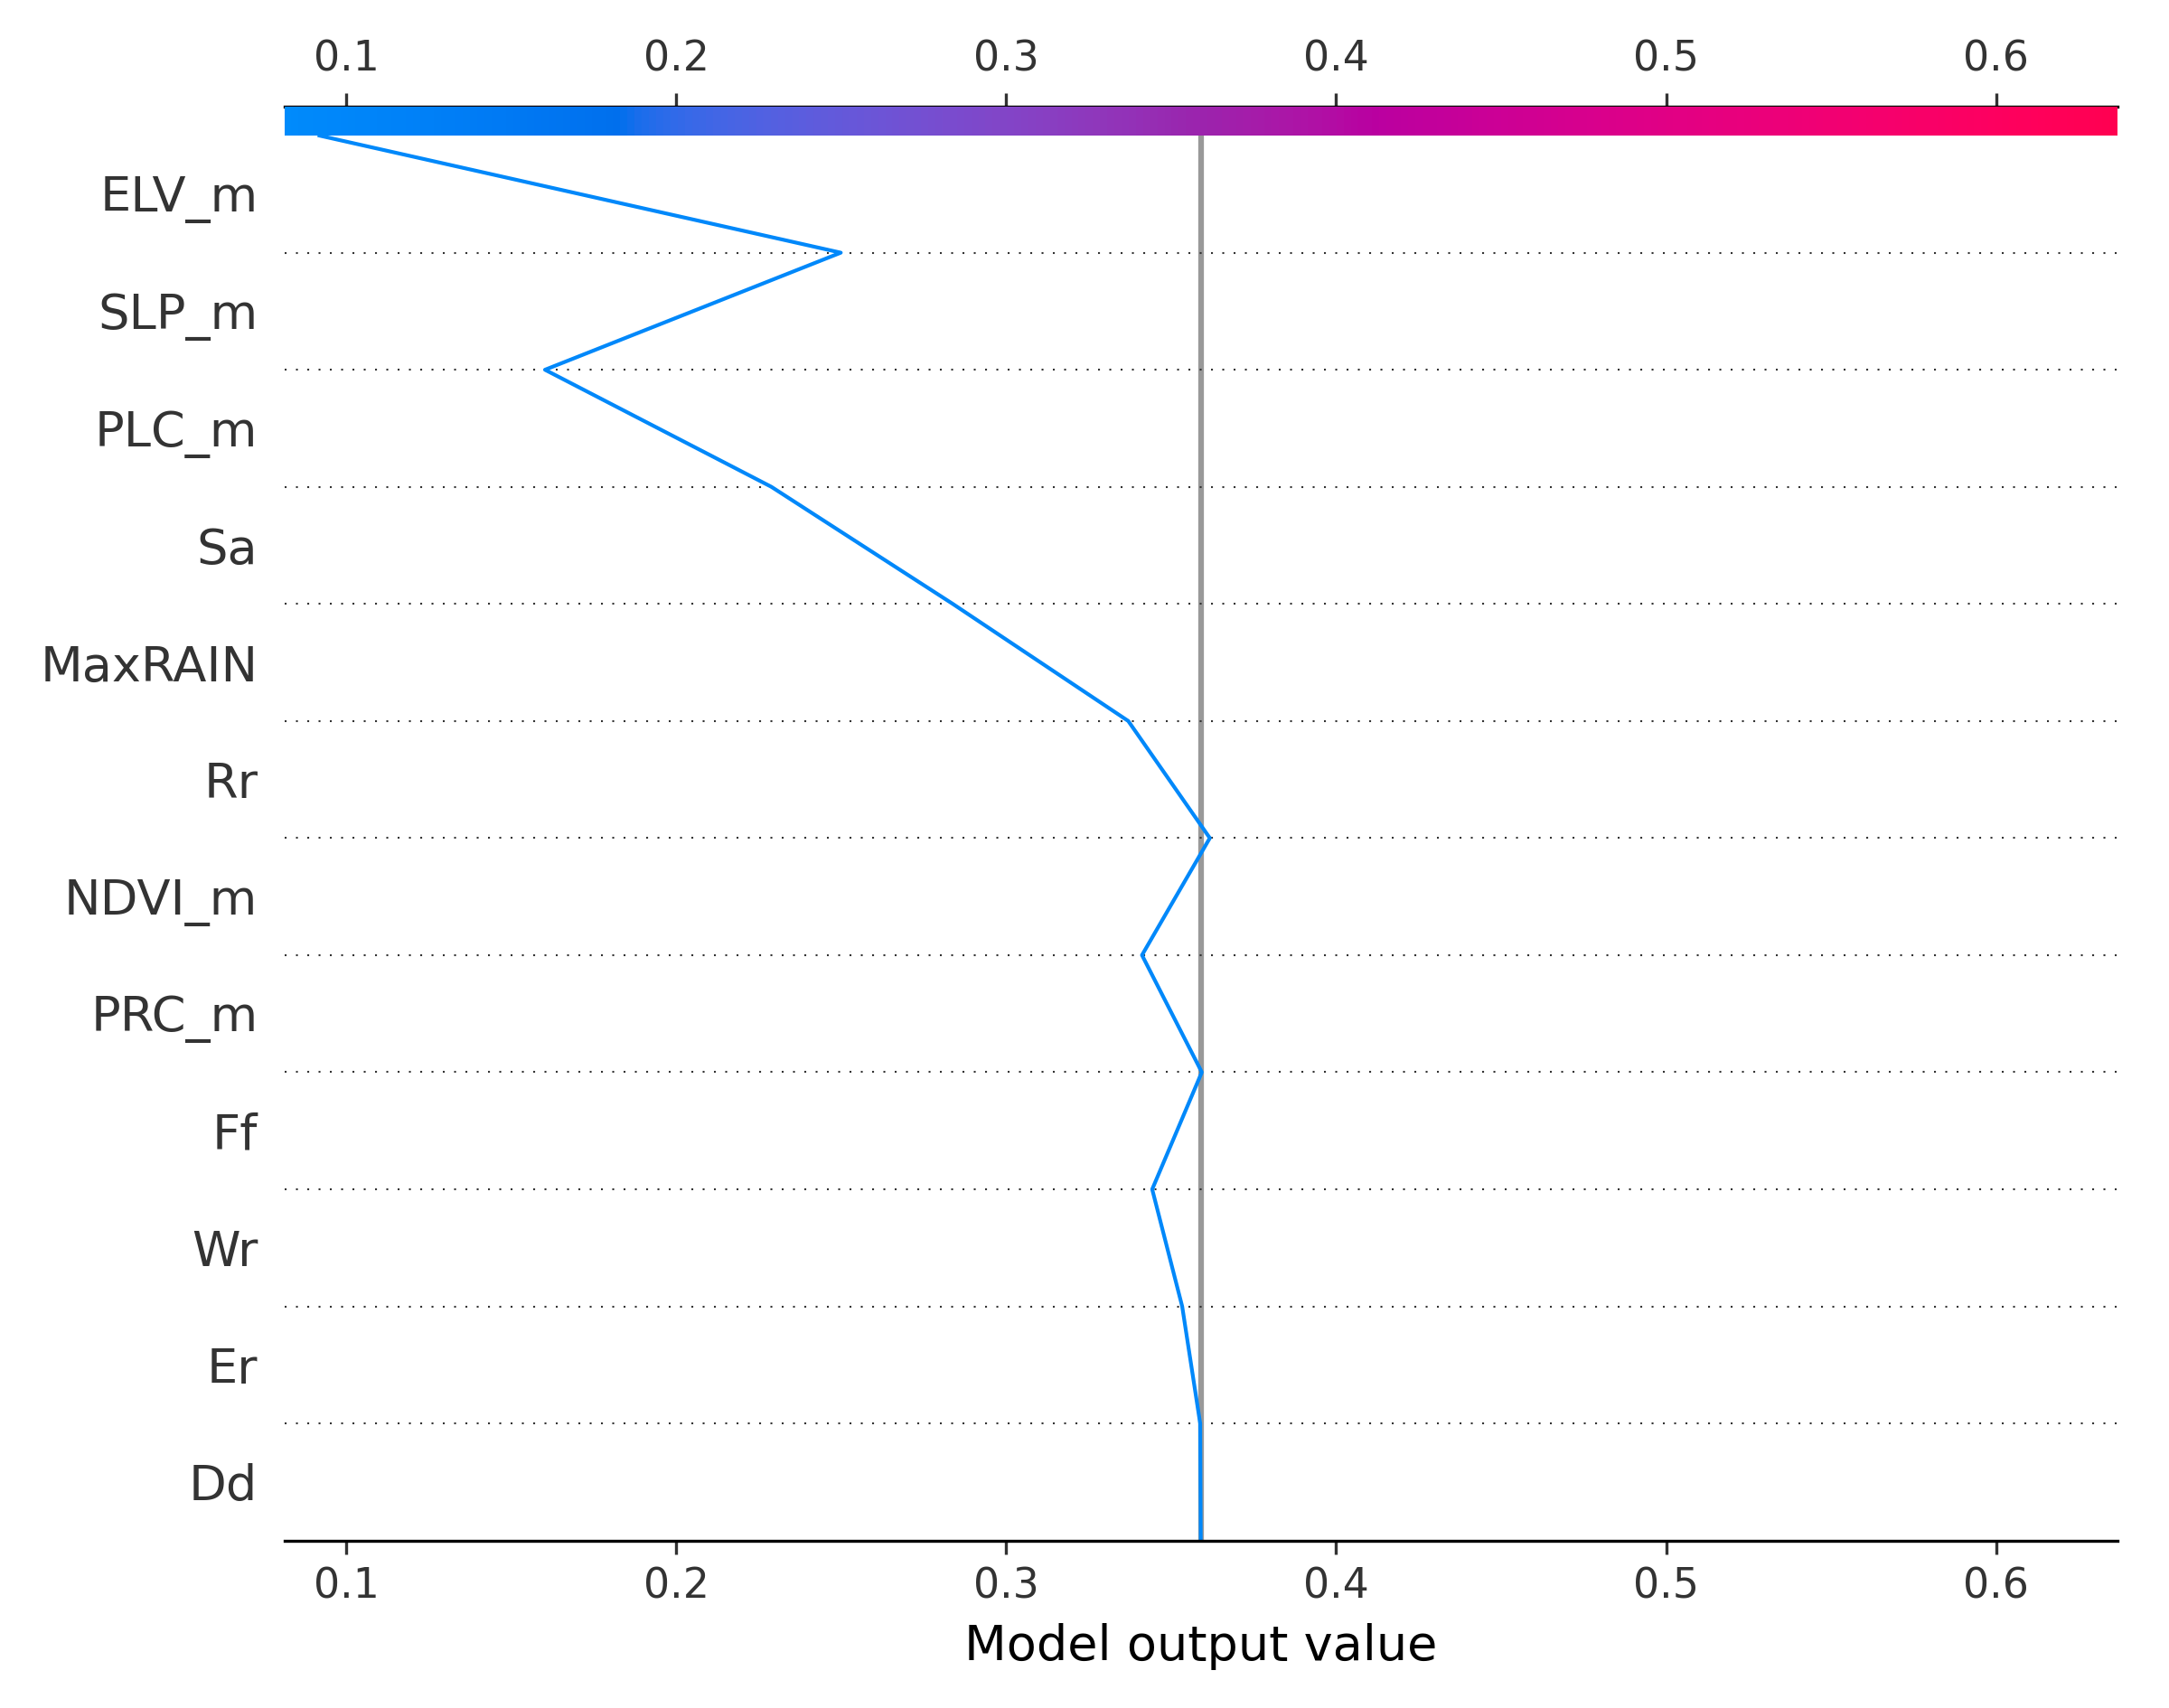 0.1 0.2 0.3 0.4 0.5 0.6
ELV_m
SLP_m
PLC_m
Sa
MaxRAIN
Rr
NDVI_m
PRC_m
Ff
Wr
Er
Dd
0.1 0.2 0.3 0.4 0.5 0.6
Model output value